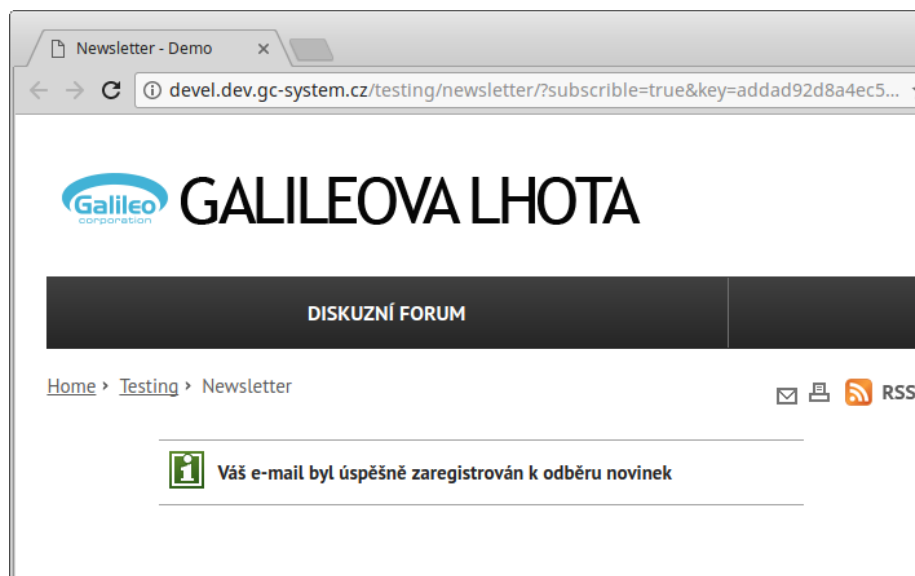 Newsletter - Demo
devel.dev.gc-system.cz/testing/newsletter/?subscrible=true&key=addad92d8a4ec5...
Galileo
corporation
GALILEOVA LHOTA
DISKUZNÍ FORUM
Home › Testing › Newsletter
RSS
Váš e-mail byl úspěšně zaregistrován k odběru novinek